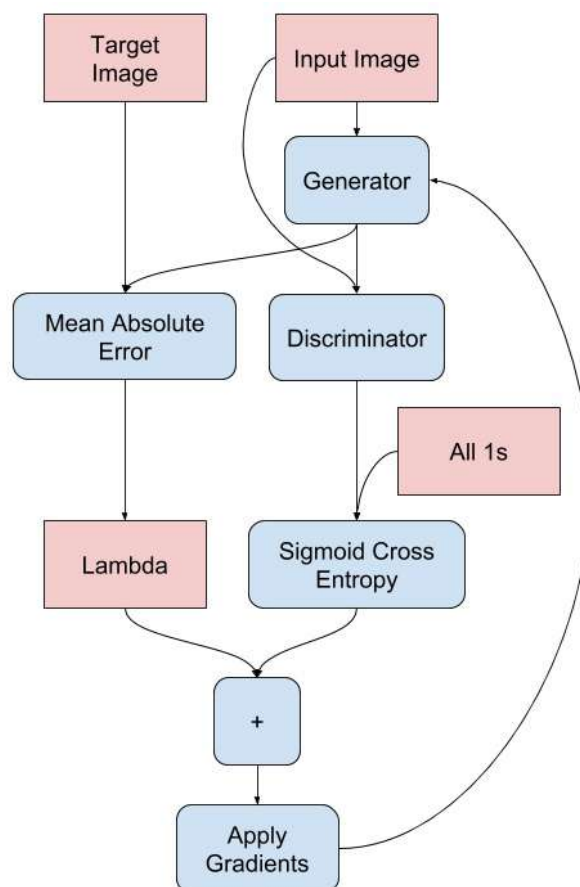 Target
Image
Input Image
Generator
Mean Absolute
Error
Discriminator
All 1s
Lambda
Sigmoid Cross
Entropy
+
Apply
Gradients